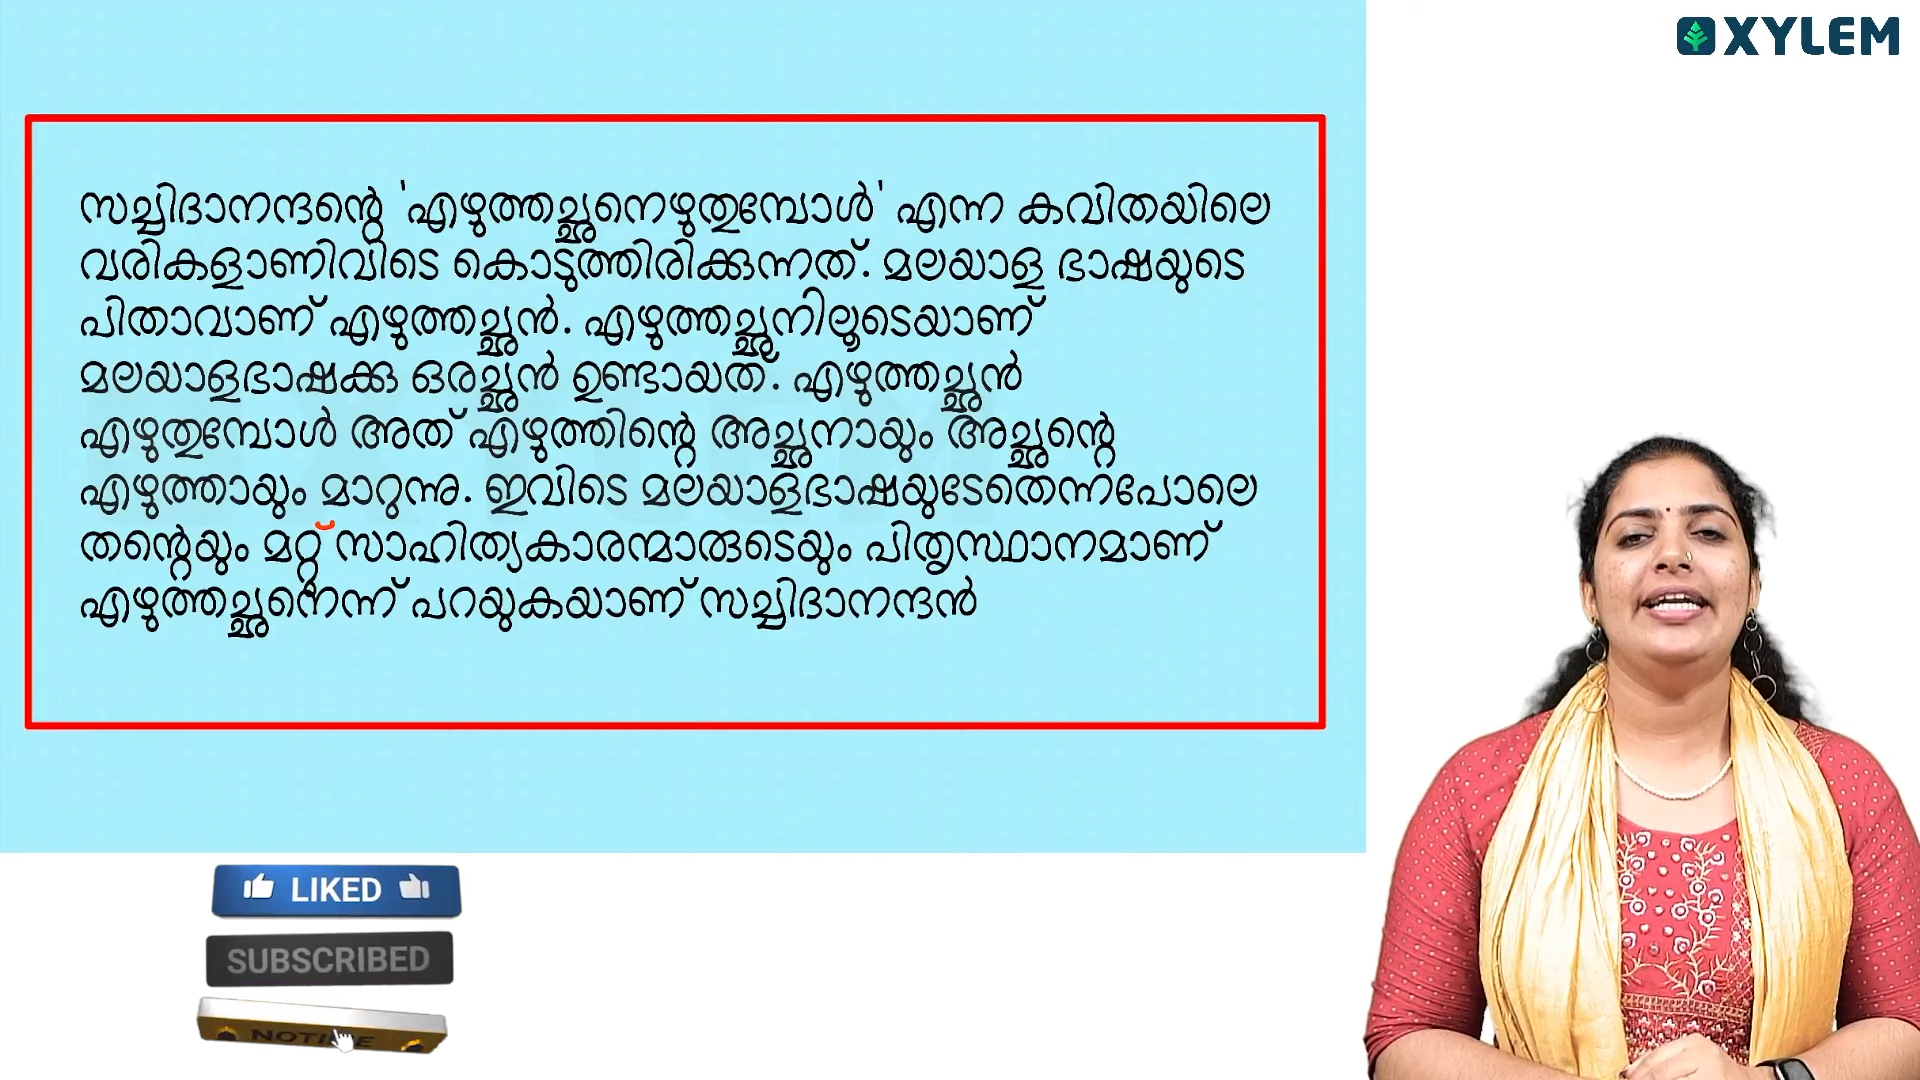 XYLEM
സച്ചിദാനന്ദന്റെ 'എഴുത്തച്ഛനെഴുതുമ്പോൾ' എന്ന കവിതയിലെ
വരികളാണിവിടെ കൊടുത്തിരിക്കുന്നത്. മലയാള ഭാഷയുടെ
പിതാവാണ് എഴുത്തച്ഛൻ. എഴുത്തച്ഛനിലൂടെയാണ്
മലയാളഭാഷക്കു ഒരച്ഛൻ ഉണ്ടായത്. എഴുത്തച്ഛൻ
എഴുതുമ്പോൾ അത് എഴുത്തിന്റെ അച്ഛനായും അച്ഛന്റെ
എഴുത്തായും മാറുന്നു. ഇവിടെ മലയാളഭാഷയുടേതെന്നപോലെ
തന്റെയും മറ്റ് സാഹിത്യകാരന്മാരുടെയും പിതൃസ്ഥാനമാണ്
എഴുത്തച്ഛനെന്ന് പറയുകയാണ് സച്ചിദാനന്ദൻ
LIKED
SUBSCRIBED